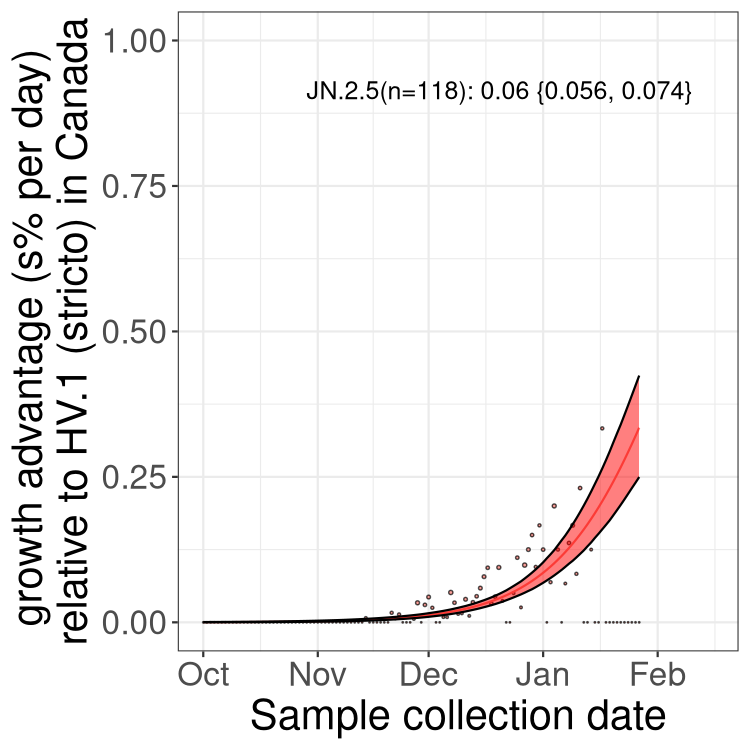 growth advantage (s% per day)
relative to HV.1 (stricto) in Canada
1.00
0.75
0.50
0.25
0.00
JN.2.5(n=118): 0.06 {0.056, 0.074}
Oct Nov Dec Jan Feb
Sample collection date